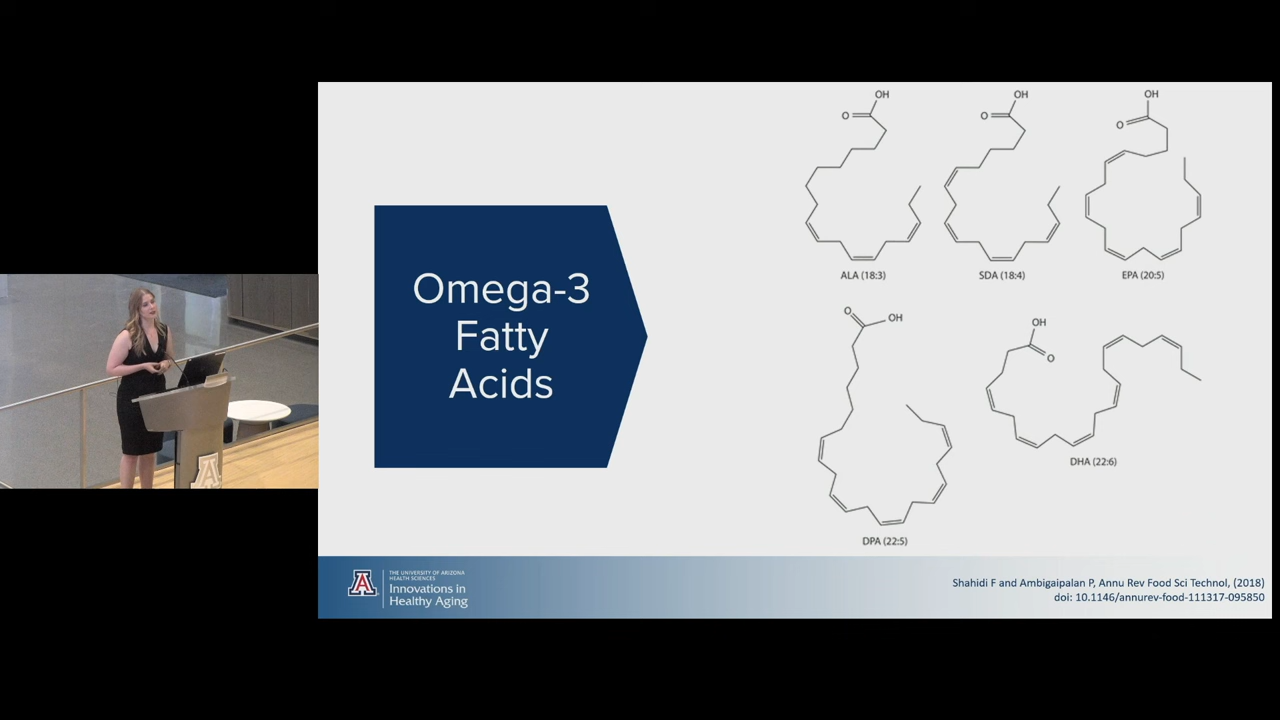 Omega-3
Fatty
Acids
OH
O
ALA (18:3)
OH
O
SDA (18:4)
OH
O
EPA (20:5)
O
OH
DPA (22:5)
OH
O
DHA (22:6)
A
THE UNIVERSITY OF ARIZONA
HEALTH SCIENCES
Innovations in
Healthy Aging
Shahidi F and Ambigaipalan P, Annu Rev Food Sci Technol, (2018)
doi: 10.1146/annurev-food-111317-095850
A